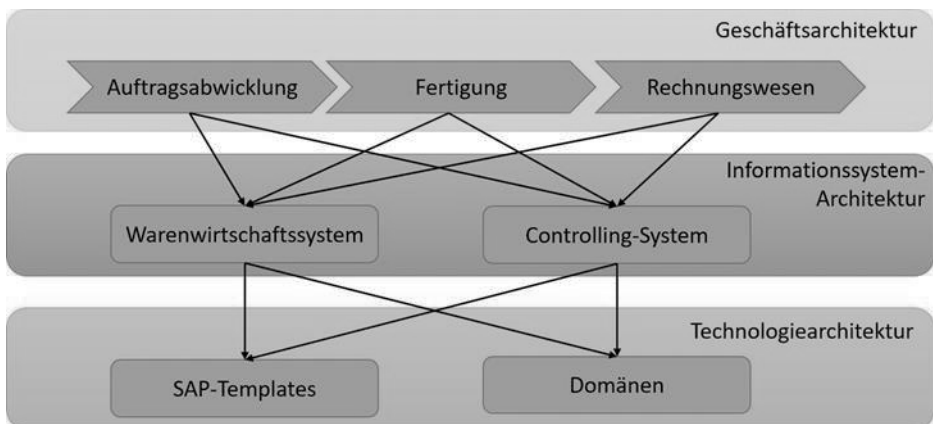 Geschäftsarchitektur
Auftragsabwicklung
Fertigung
Rechnungswesen
Informationssystem-
Architektur
Warenwirtschaftssystem
Controlling-System
Technologiearchitektur
SAP-Templates
Domänen